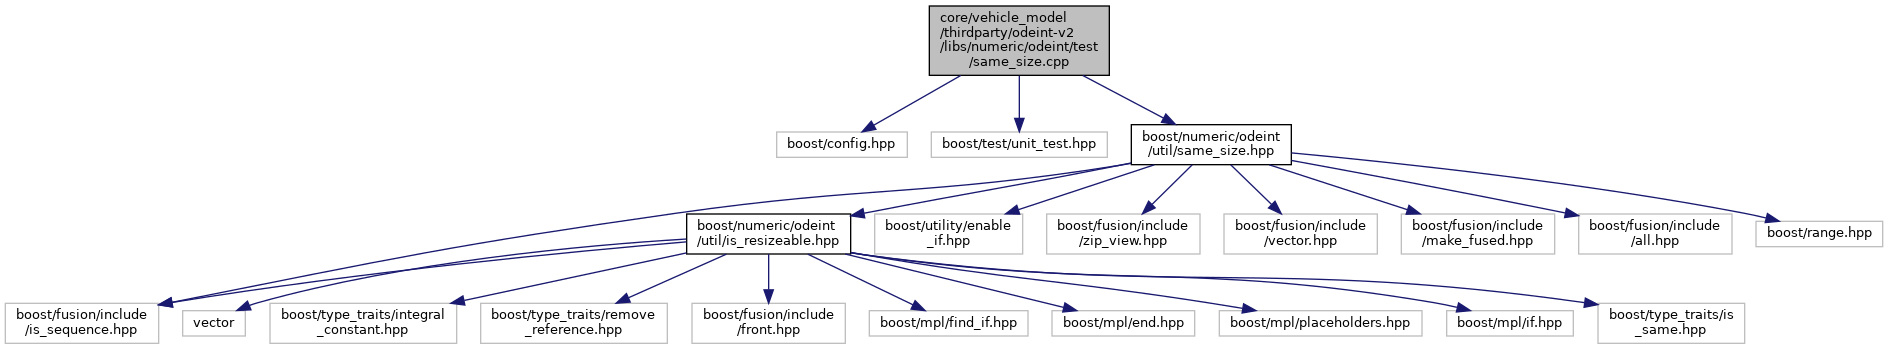 core/vehicle_model
/thirdparty/odeint-v2
/libs/numeric/odeint/test
/same_size.cpp
boost/config.hpp
boost/test/unit_test.hpp
boost/numeric/odeint
/util/same_size.hpp
boost/numeric/odeint
/util/is_resizeable.hpp
boost/utility/enable
_if.hpp
boost/fusion/include
/zip_view.hpp
boost/fusion/include
/vector.hpp
boost/fusion/include
/make_fused.hpp
boost/fusion/include
/all.hpp
boost/range.hpp
boost/fusion/include
/is_sequence.hpp
vector
boost/type_traits/integral
_constant.hpp
boost/type_traits/remove
_reference.hpp
boost/fusion/include
/front.hpp
boost/mpl/find_if.hpp
boost/mpl/end.hpp
boost/mpl/placeholders.hpp
boost/mpl/if.hpp
boost/type_traits/is
_same.hpp